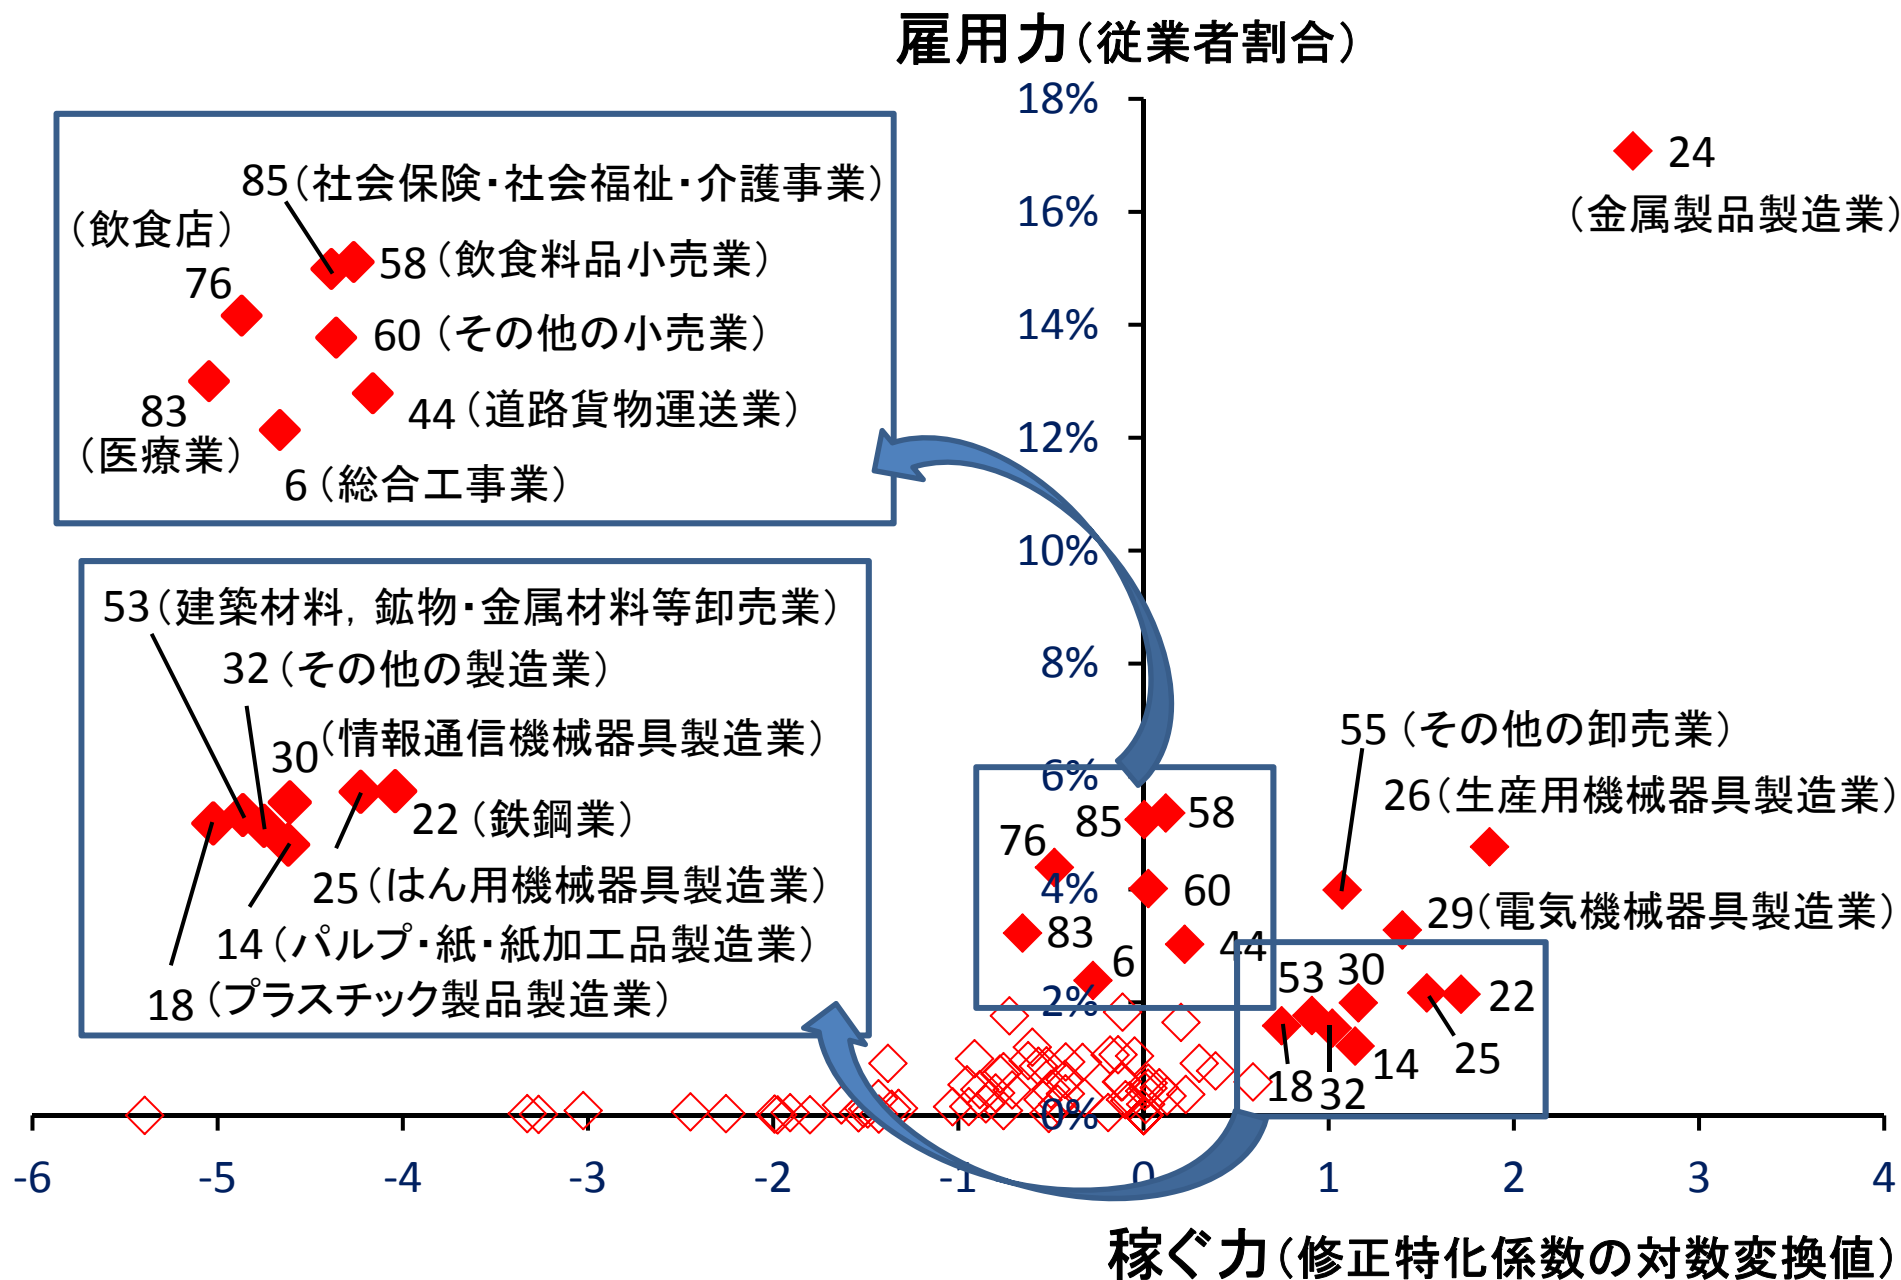 雇用力（従業者割合）
18%
16%
14%
12%
10%
8%
6%
4%
2%
0%
24
（金属製品製造業）
85（社会保険・社会福祉・介護事業）
（飲食店）
76
58（飲食料品小売業）
60（その他の小売業）
83
（医療業）
44（道路貨物運送業）
6（総合工事業）
53（建築材料，鉱物・金属材料等卸売業）
32（その他の製造業）
30（情報通信機械器具製造業）
22（鉄鋼業）
25（はん用機械器具製造業）
14（パルプ・紙・紙加工品製造業）
18（プラスチック製品製造業）
55（その他の卸売業）
26（生産用機械器具製造業）
29（電気機械器具製造業）
85
58
76
60
83
44
6
53
30
22
18
32
14
25
-6
-5
-4
-3
-2
-1
0
1
2
3
4
稼ぐ力（修正特化係数の対数変換値）